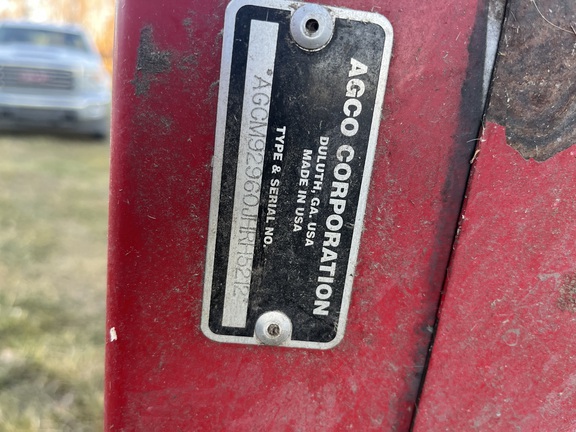 AGCO CORPORATION
DULUTH, GA. USA
MADE IN USA
TYPE & SERIAL NO.